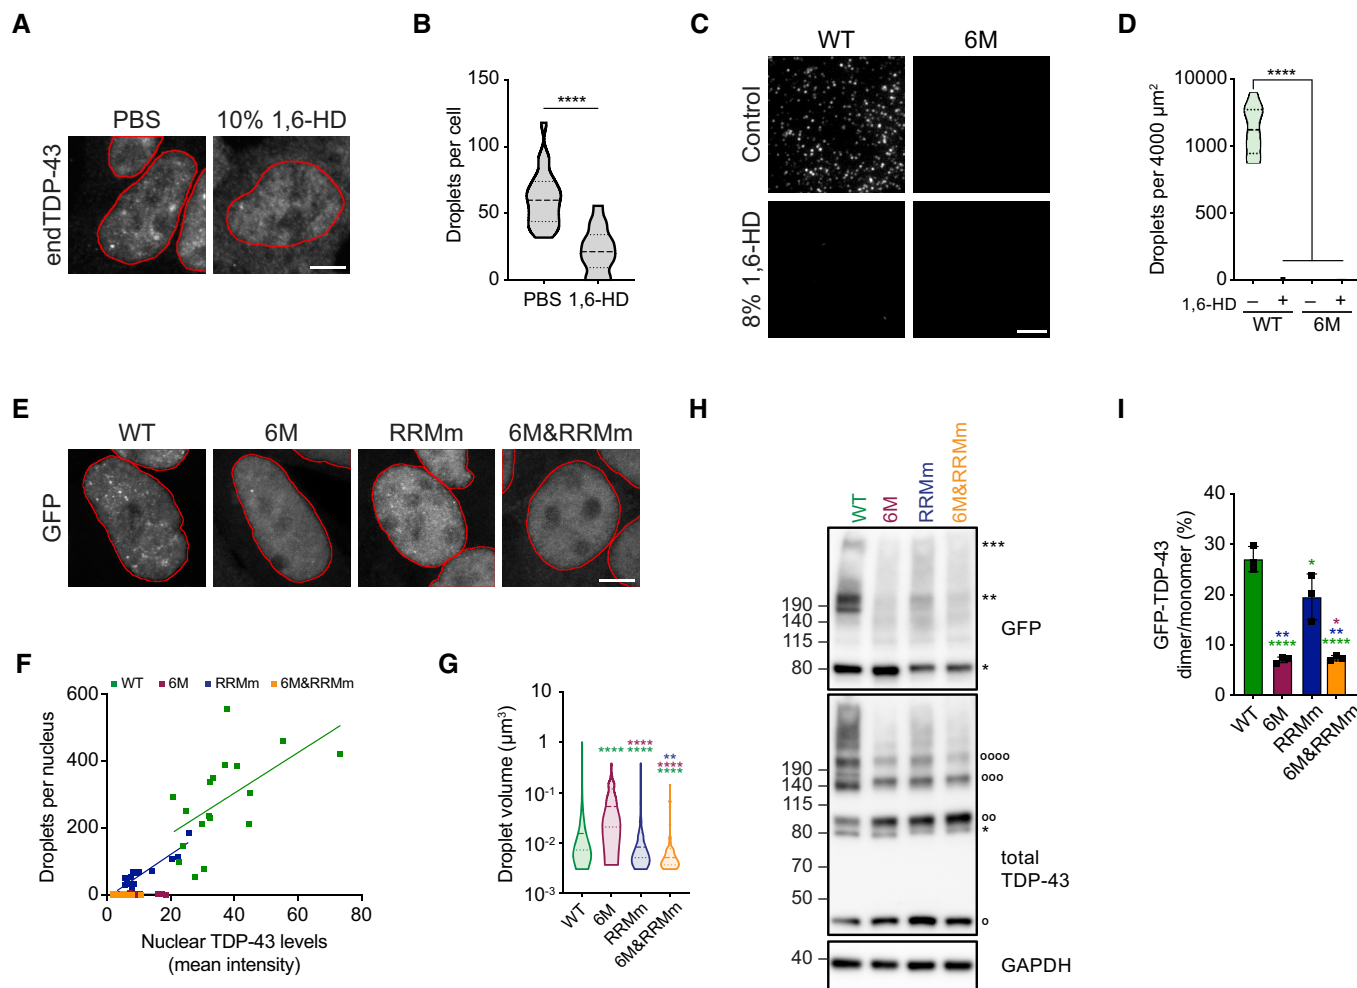 A
PBS
10% 1,6-HD
endTDP-43
B
Droplets per cell
150
100
50
0
****
PBS 1,6-HD
C
WT
6M
Control
8% 1,6-HD
D
Droplets per 4000 µm²
10000
1000
500
0
****
1,6-HD
– + – +
WT
6M
E
WT
6M
RRMm
6M&RRMm
GFP
F
WT
6M
RRMm
6M&RRMm
Droplets per nucleus
600
400
200
0
0 20 40 60 80
Nuclear TDP-43 levels
(mean intensity)
G
Droplet volume (µm³)
10
1
10⁻¹
10⁻²
10⁻³
****
****
****
**
****
****
WT
6M
RRMm
6M&RRMm
H
WT
6M
RRMm
6M&RRMm
***
**
*
190
140
115
80
GFP
oooo
ooo
oo
*
o
190
140
115
80
70
50
total
TDP-43
40
GAPDH
I
GFP-TDP-43
dimer/monomer (%)
40
30
20
10
0
**
****
*
*
**
****
WT
6M
RRMm
6M&RRMm